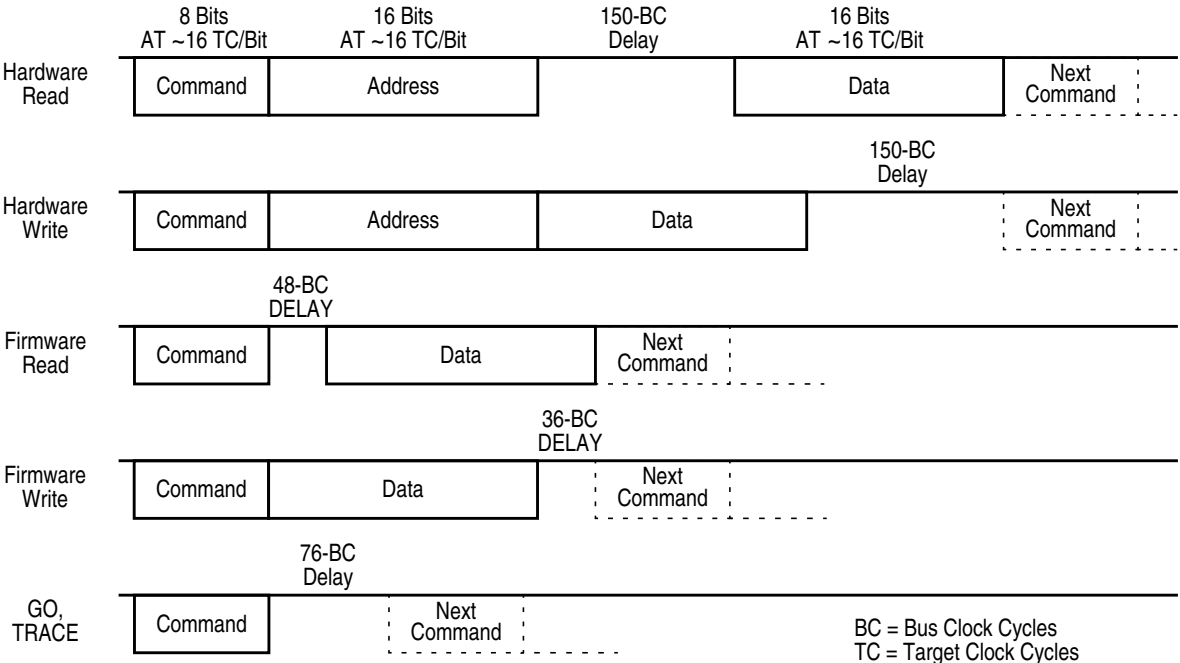 8 Bits
AT ~16 TC/Bit
16 Bits
AT ~16 TC/Bit
150-BC
Delay
16 Bits
AT ~16 TC/Bit
Hardware
Read
Command
Address
Data
Next
Command
150-BC
Delay
Hardware
Write
Command
Address
Data
Next
Command
48-BC
DELAY
Firmware
Read
Command
Data
Next
Command
36-BC
DELAY
Firmware
Write
Command
Data
Next
Command
76-BC
Delay
GO,
TRACE
Command
Next
Command
BC = Bus Clock Cycles
TC = Target Clock Cycles